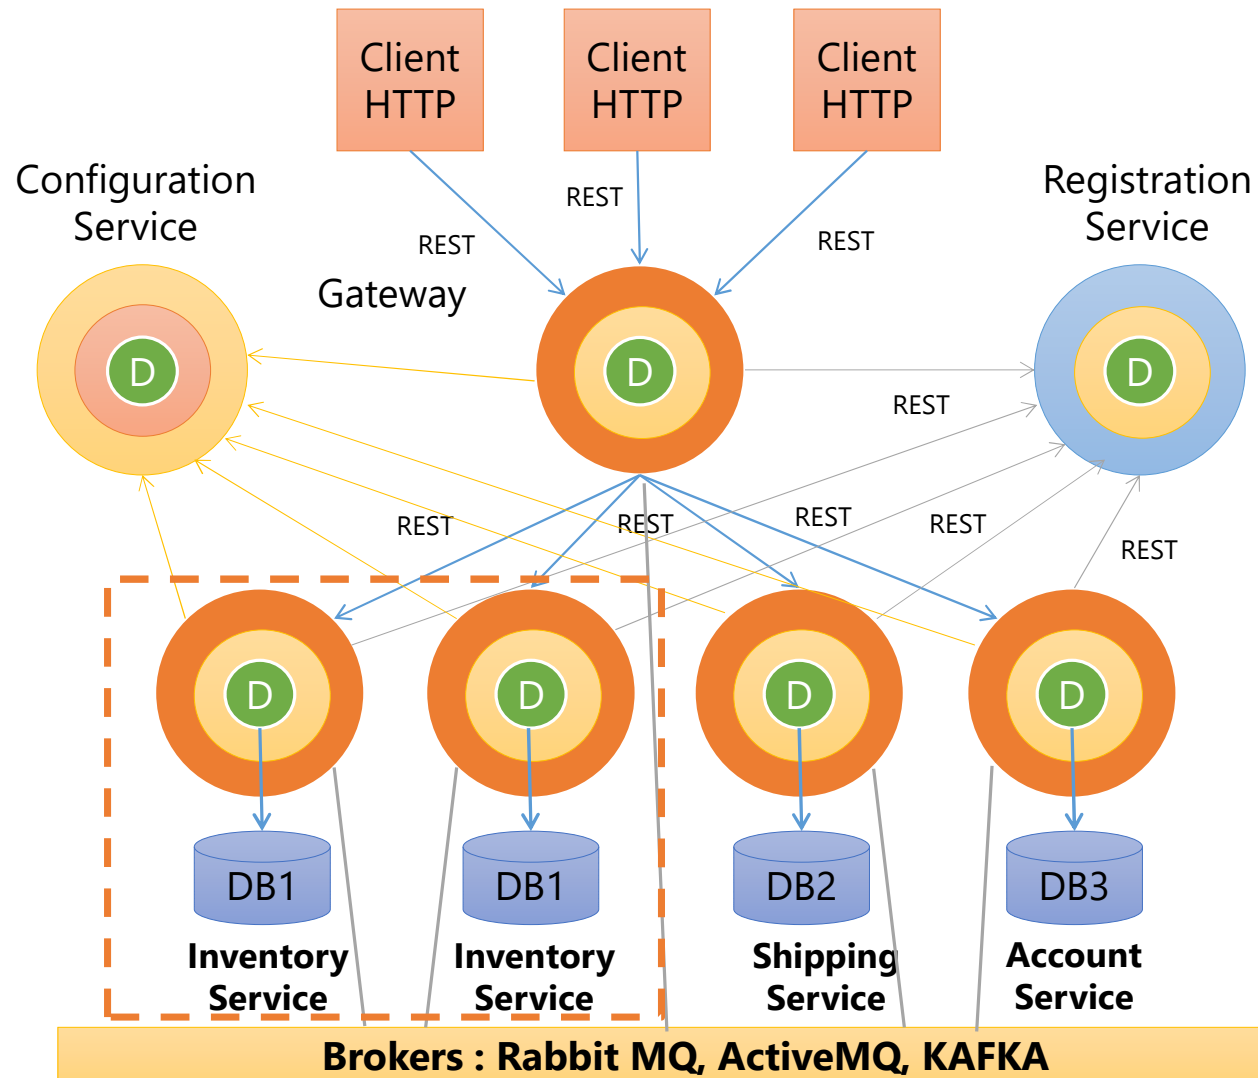 Client
HTTP
Client
HTTP
Client
HTTP
Configuration
Service
Registration
Service
REST
REST
REST
Gateway
D
D
D
REST
REST
REST
REST
REST
REST
D
D
D
D
DB1
DB1
DB2
DB3
Inventory
Service
Inventory
Service
Shipping
Service
Account
Service
Brokers : Rabbit MQ, ActiveMQ, KAFKA